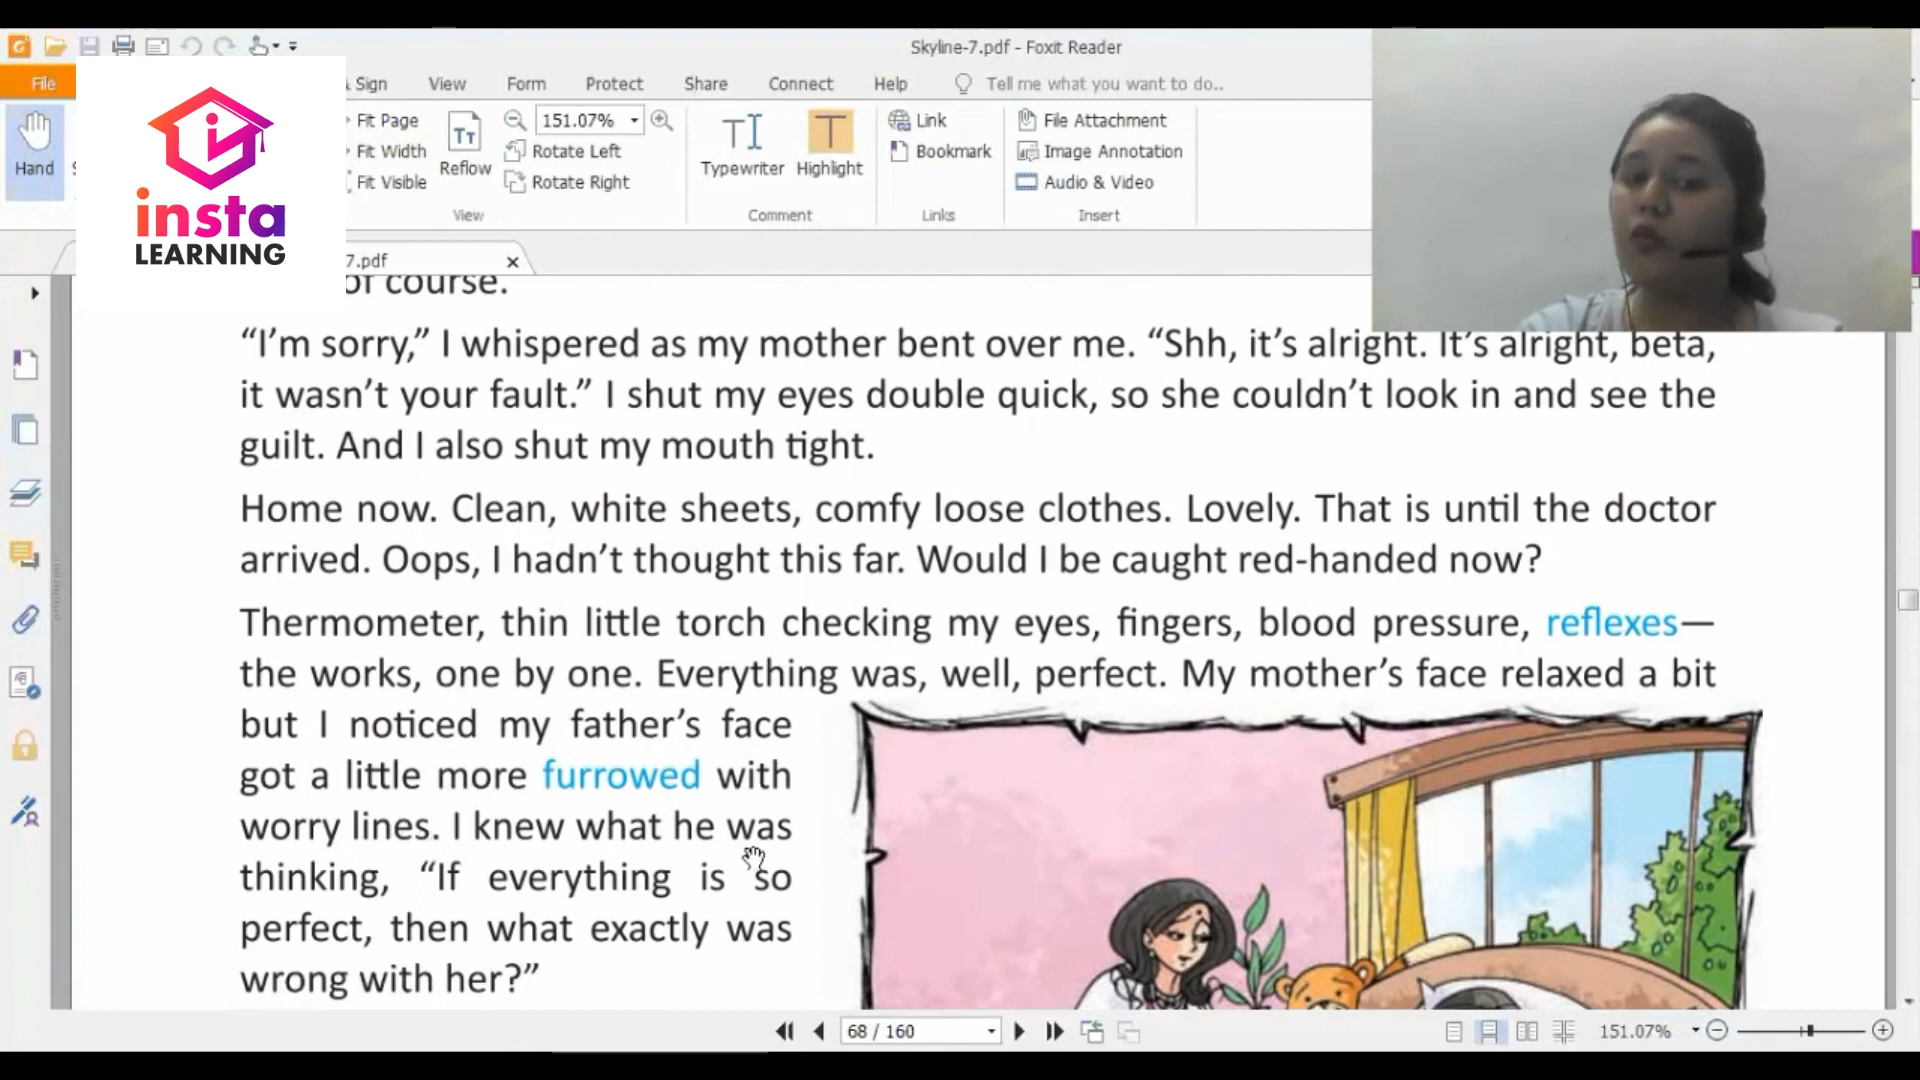 Skyline-7.pdf - Foxit Reader
File
Sign
View
Form
Protect
Share
Connect
Help
Tell me what you want to do..
Hand
Fit Page
Fit Width
Fit Visible
Reflow
151.07%
Rotate Left
Rotate Right
View
Typewriter
Highlight
Comment
Link
Bookmark
Links
File Attachment
Image Annotation
Audio & Video
Insert
insta
LEARNING
7.pdf
of course.
“I’m sorry,” I whispered as my mother bent over me. “Shh, it’s alright. It’s alright, beta,
it wasn’t your fault.” I shut my eyes double quick, so she couldn’t look in and see the
guilt. And I also shut my mouth tight.
Home now. Clean, white sheets, comfy loose clothes. Lovely. That is until the doctor
arrived. Oops, I hadn’t thought this far. Would I be caught red-handed now?
Thermometer, thin little torch checking my eyes, fingers, blood pressure, reflexes—
the works, one by one. Everything was, well, perfect. My mother’s face relaxed a bit
but I noticed my father’s face
got a little more furrowed with
worry lines. I knew what he was
thinking, “If everything is so
perfect, then what exactly was
wrong with her?”
68 / 160
151.07%